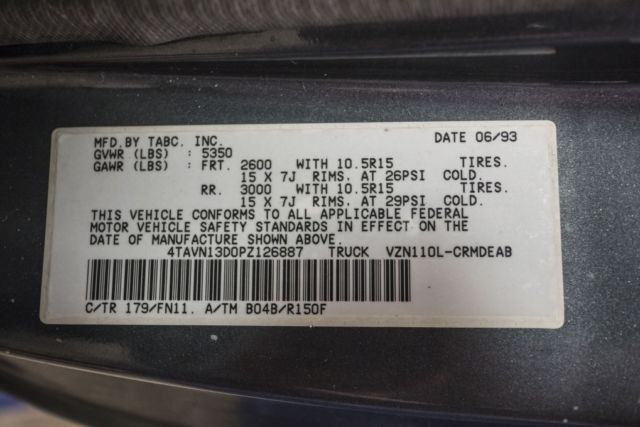 MFD.BY TABC, INC. DATE 06/93
GVWR (LBS) : 5350
GAWR (LBS) : FRT. 2600 WITH 10.5R15 TIRES.
15 X 7J RIMS. AT 26PSI COLD.
RR. 3000 WITH 10.5R15 TIRES.
15 X 7J RIMS. AT 29PSI COLD.
THIS VEHICLE CONFORMS TO ALL APPLICABLE FEDERAL
MOTOR VEHICLE SAFETY STANDARDS IN EFFECT ON THE
DATE OF MANUFACTURE SHOWN ABOVE.
4TAVN13D0PZ126887 TRUCK VZN110L-CRMDEAB
C/TR 179/FN11. A/TM B04B/R150F